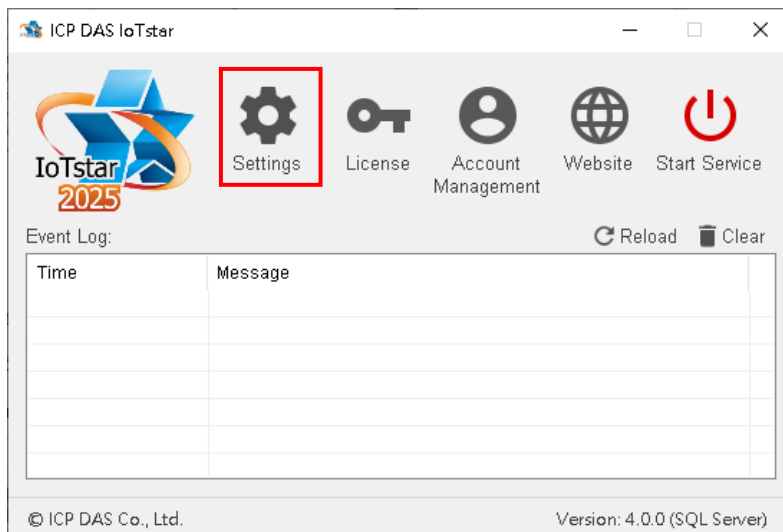 ICP DAS IoTstar
IoTstar
2025
Settings
License
Account
Management
Website
Start Service
Event Log:
Reload
Clear
Time
Message
© ICP DAS Co., Ltd.
Version: 4.0.0 (SQL Server)